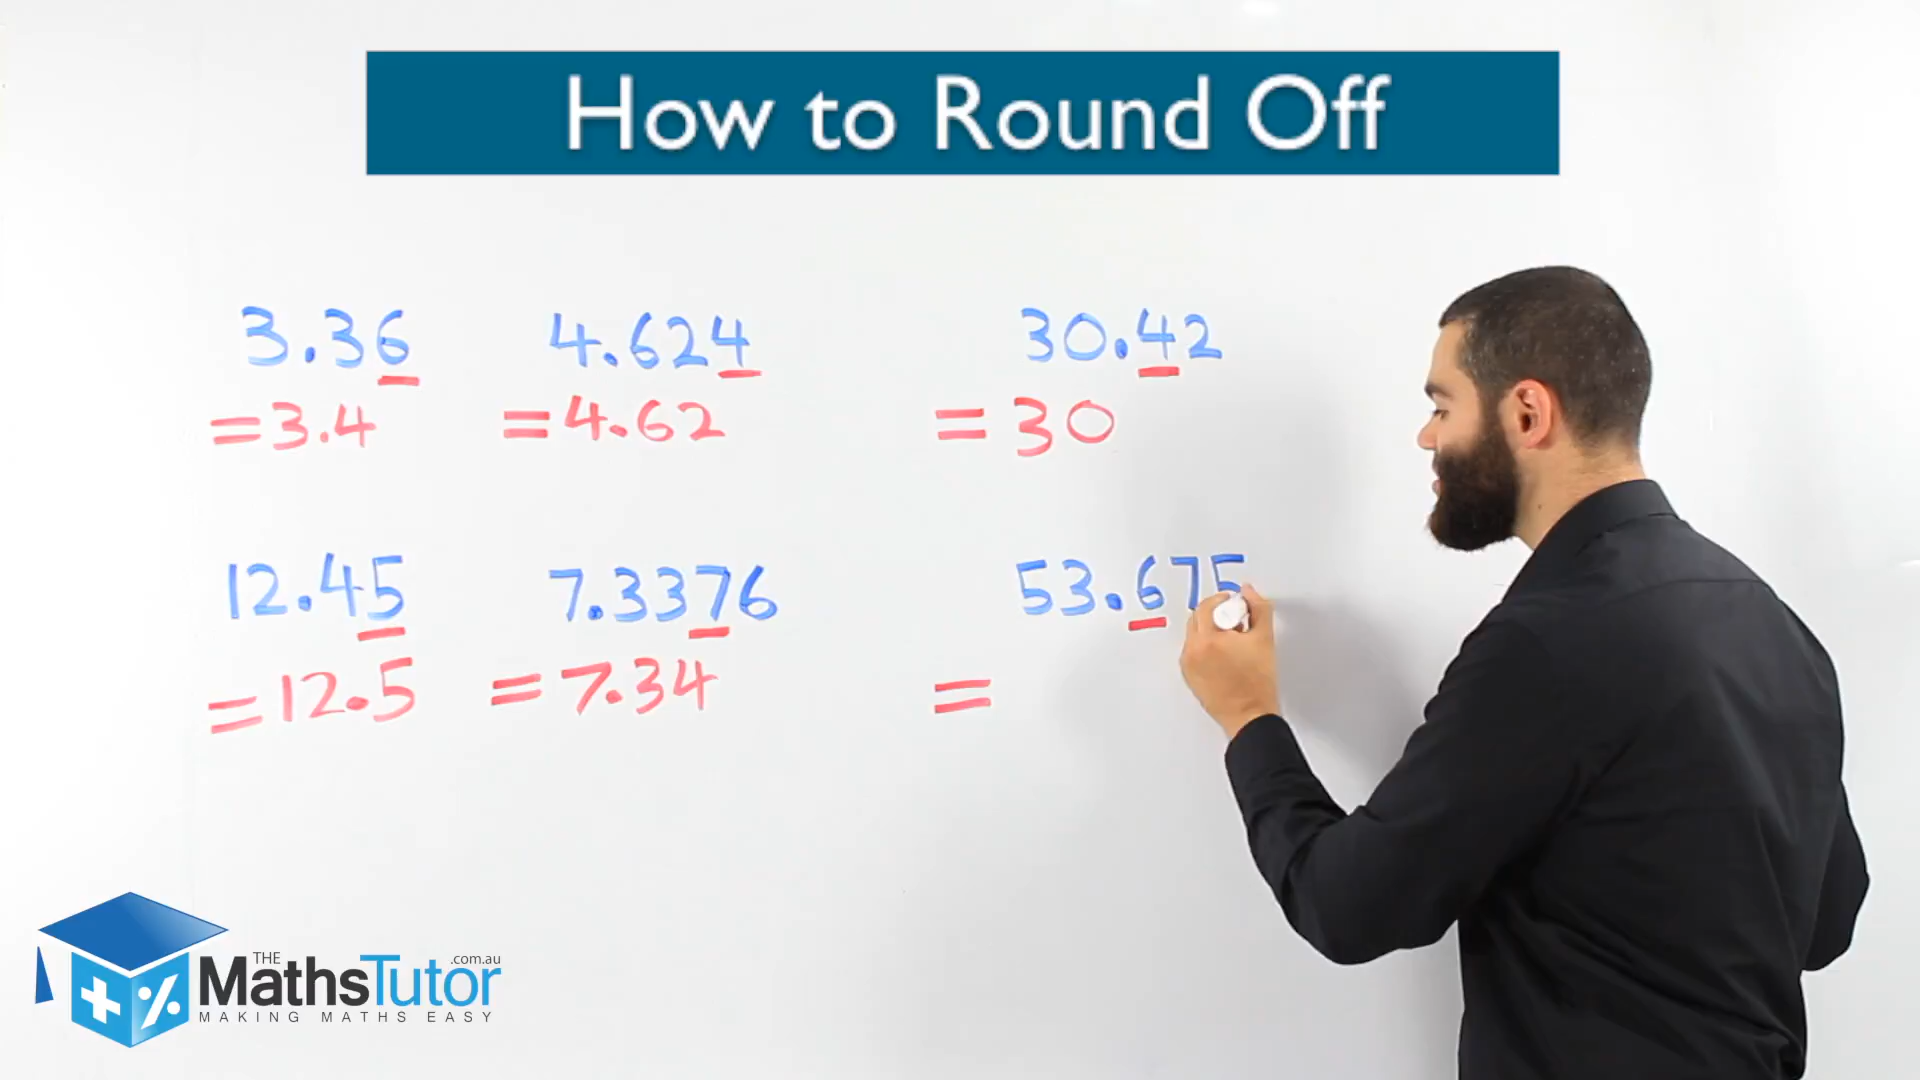 How to Round Off
3.36 4.624 30.42
=3.4 =4.62 =30
12.45 7.3376 53.675
=12.5 =7.34 =
THE MathsTutor .com.au
MAKING MATHS EASY